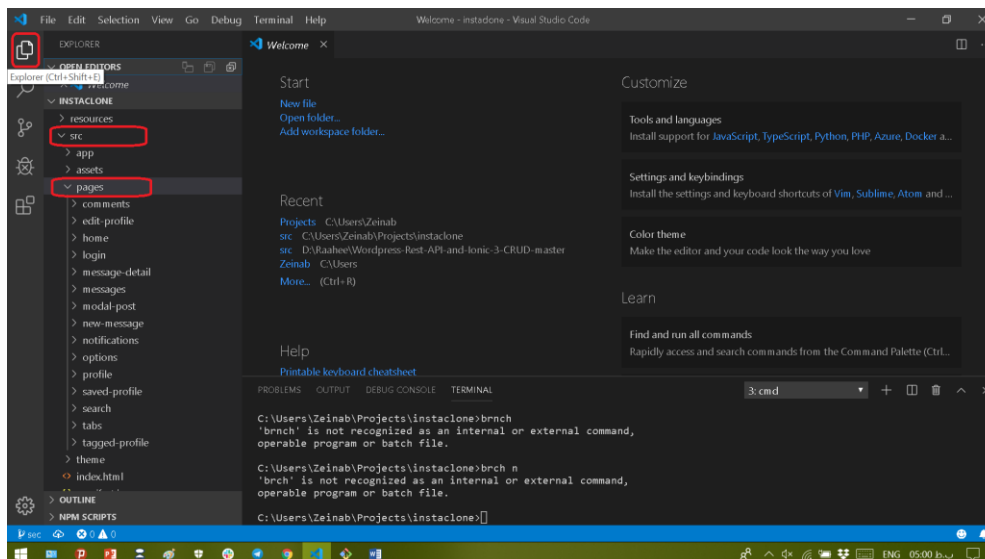 File Edit Selection View Go Debug Terminal Help Welcome - instaclone - Visual Studio Code
EXPLORER
Welcome
OPEN EDITORS
Explorer (Ctrl+Shift+E)
Welcome
INSTACLONE
resources
src
app
assets
pages
comments
edit-profile
home
login
message-detail
messages
modal-post
new-message
notifications
options
profile
saved-profile
search
tabs
tagged-profile
theme
index.html
OUTLINE
NPM SCRIPTS
Start
New file
Open folder...
Add workspace folder...
Recent
Projects C:\Users\Zeinab
src C:\Users\Zeinab\Projects\instaclone
src D:\Raahee\Wordpress-Rest-API-and-Ionic-3-CRUD-master
Zeinab C:\Users
More... (Ctrl+R)
Help
Printable keyboard cheatsheet
Customize
Tools and languages
Install support for JavaScript, TypeScript, Python, PHP, Azure, Docker a...
Settings and keybindings
Install the settings and keyboard shortcuts of Vim, Sublime, Atom and ...
Color theme
Make the editor and your code look the way you love
Learn
Find and run all commands
Rapidly access and search commands from the Command Palette (Ctrl...
PROBLEMS OUTPUT DEBUG CONSOLE TERMINAL 3: cmd
C:\Users\Zeinab\Projects\instaclone>brnch
'brnch' is not recognized as an internal or external command,
operable program or batch file.
C:\Users\Zeinab\Projects\instaclone>brch n
'brch' is not recognized as an internal or external command,
operable program or batch file.
C:\Users\Zeinab\Projects\instaclone>
sec 0 0
ENG 05:00 ب.ظ